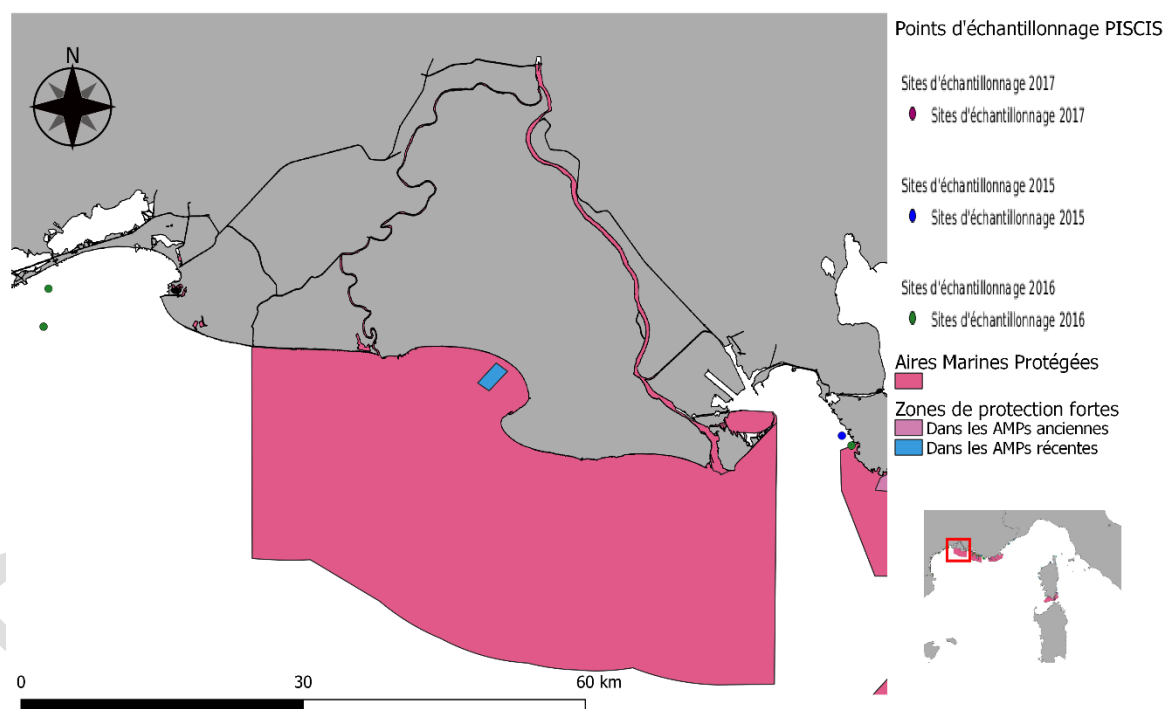 Points d'échantillonnage PISCIS
N
Sites d'échantillonnage 2017
Sites d'échantillonnage 2017
Sites d'échantillonnage 2015
Sites d'échantillonnage 2015
Sites d'échantillonnage 2016
Sites d'échantillonnage 2016
Aires Marines Protégées
Zones de protection fortes
Dans les AMPs anciennes
Dans les AMPs récentes
0 30 60 km